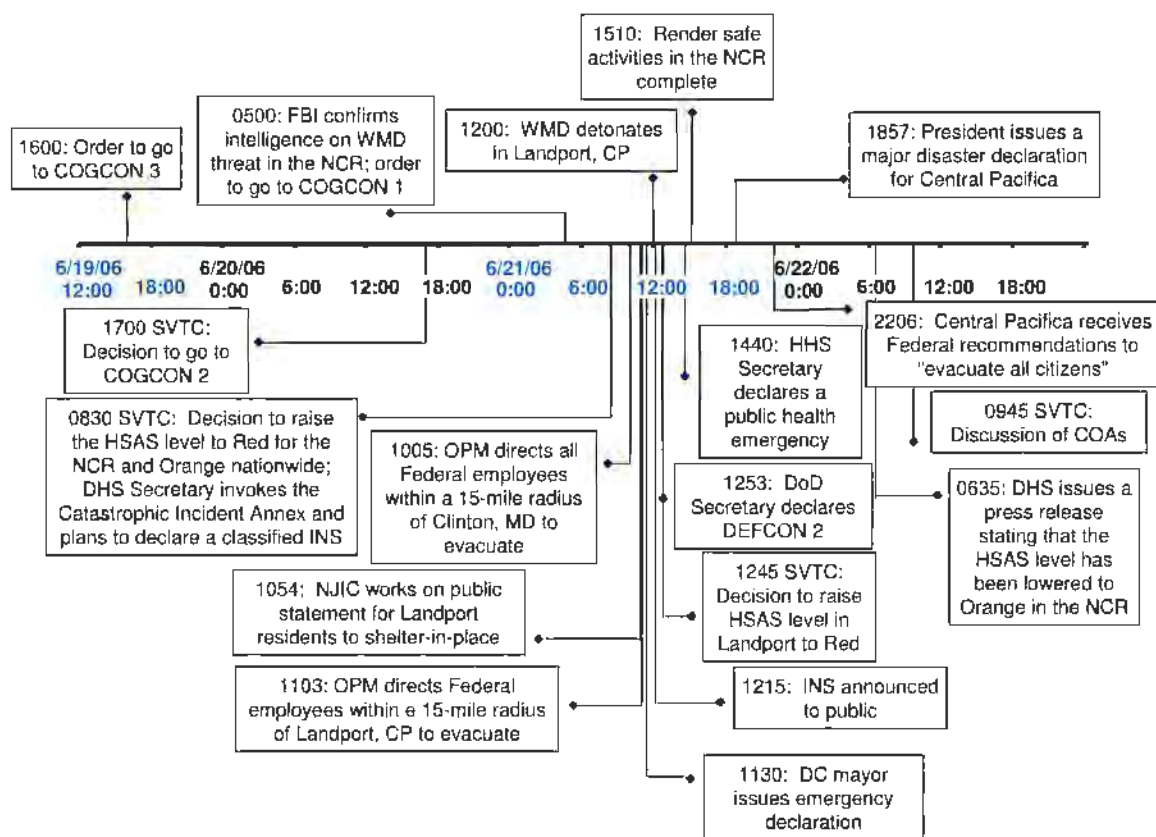 1510: Render safe
activities in the NCR
complete
0500: FBI confirms
intelligence on WMD
threat in the NCR; order
to go to COGCON 1
1200: WMD detonates
in Landport, CP
1857: President issues a
major disaster declaration
for Central Pacifica
1600: Order to go
to COGCON 3
6/19/06
12:00
18:00
6/20/06
0:00
6:00
12:00
18:00
6/21/06
0:00
6:00
12:00
18:00
6/22/06
0:00
6:00
12:00
18:00
1700 SVTC:
Decision to go to
COGCON 2
1440: HHS
Secretary
declares a
public health
emergency
2206: Central Pacifica receives
Federal recommendations to
"evacuate all citizens"
0830 SVTC: Decision to raise
the HSAS level to Red for the
NCR and Orange nationwide;
DHS Secretary invokes the
Catastrophic Incident Annex and
plans to declare a classified INS
1005: OPM directs all
Federal employees
within a 15-mile radius
of Clinton, MD to
evacuate
0945 SVTC:
Discussion of COAs
1253: DoD
Secretary declares
DEFCON 2
0635: DHS issues a
press release
stating that the
HSAS level has
been lowered to
Orange in the NCR
1054: NJIC works on public
statement for Landport
residents to shelter-in-place
1245 SVTC:
Decision to raise
HSAS level in
Landport to Red
1103: OPM directs Federal
employees within a 15-mile radius
of Landport, CP to evacuate
1215: INS announced
to public
1130: DC mayor
issues emergency
declaration